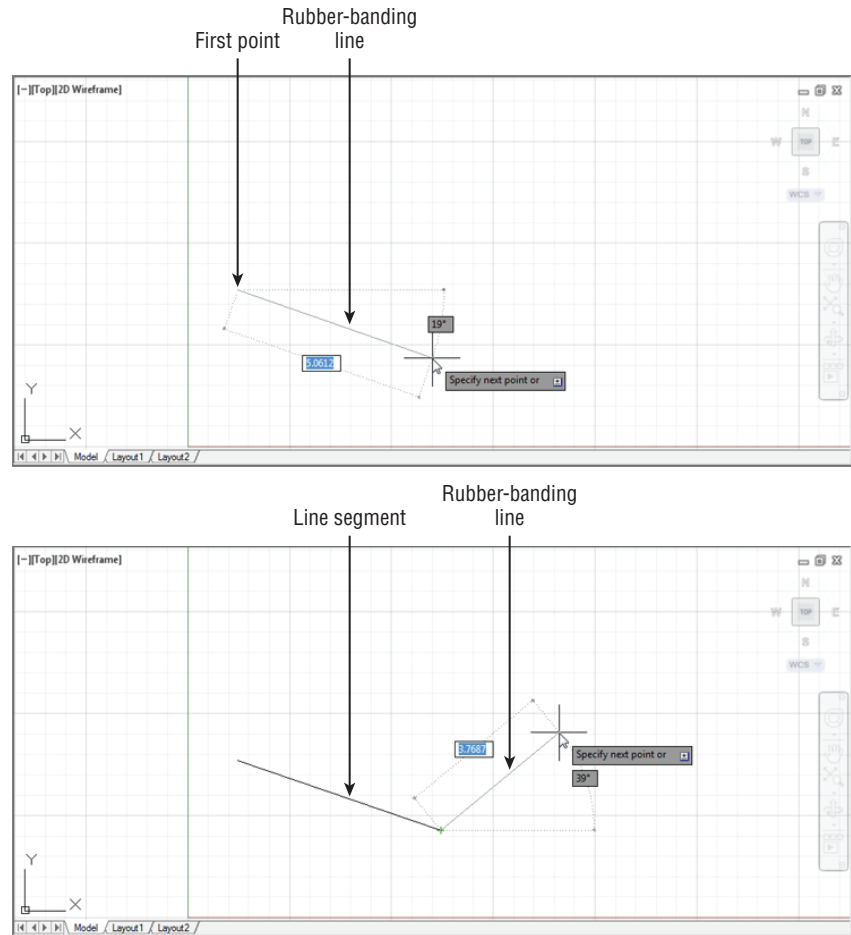 Rubber-banding
First point line
[−][Top][2D Wireframe]
N
W TOP E
S
WCS
19°
5.0612
Specify next point or
Y
X
Model Layout1 Layout2
Rubber-banding
Line segment line
[−][Top][2D Wireframe]
N
W TOP E
S
WCS
3.7687
Specify next point or
39°
Y
X
Model Layout1 Layout2